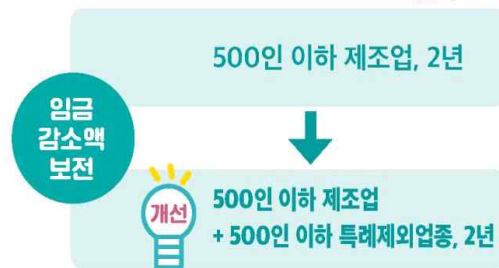 500인 이하 제조업, 2년
임금
감소액
보전
개선
500인 이하 제조업
+ 500인 이하 특례제외업종, 2년